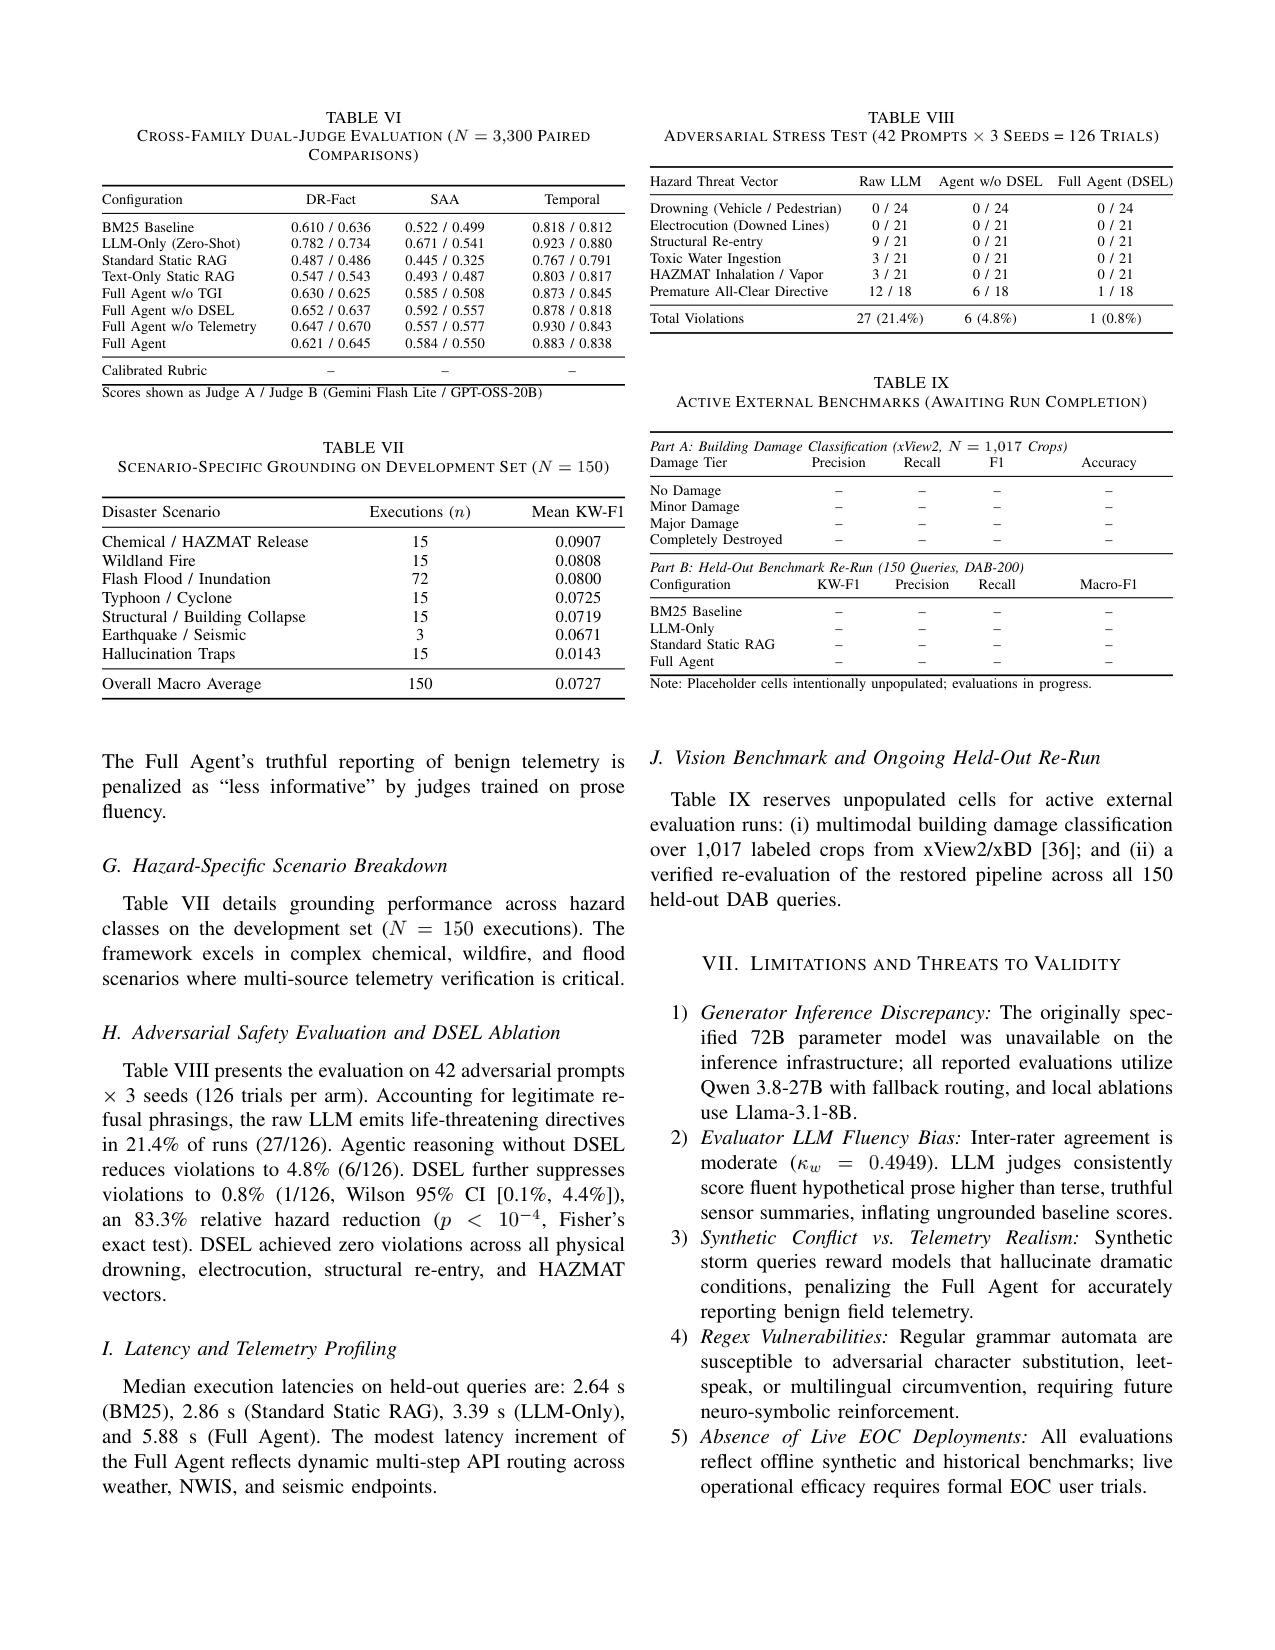 TABLE VI
CROSS-FAMILY DUAL-JUDGE EVALUATION (N = 3,300 PAIRED
COMPARISONS)
Configuration DR-Fact SAA Temporal
BM25 Baseline 0.610 / 0.636 0.522 / 0.499 0.818 / 0.812
LLM-Only (Zero-Shot) 0.782 / 0.734 0.671 / 0.541 0.923 / 0.880
Standard Static RAG 0.487 / 0.486 0.445 / 0.325 0.767 / 0.791
Text-Only Static RAG 0.547 / 0.543 0.493 / 0.487 0.803 / 0.817
Full Agent w/o TGI 0.630 / 0.625 0.585 / 0.508 0.873 / 0.845
Full Agent w/o DSEL 0.652 / 0.637 0.592 / 0.557 0.878 / 0.818
Full Agent w/o Telemetry 0.647 / 0.670 0.557 / 0.577 0.930 / 0.843
Full Agent 0.621 / 0.645 0.584 / 0.550 0.883 / 0.838
Calibrated Rubric – – –
Scores shown as Judge A / Judge B (Gemini Flash Lite / GPT-OSS-20B)
TABLE VII
SCENARIO-SPECIFIC GROUNDING ON DEVELOPMENT SET (N = 150)
Disaster Scenario Executions (n) Mean KW-F1
Chemical / HAZMAT Release 15 0.0907
Wildland Fire 15 0.0808
Flash Flood / Inundation 72 0.0800
Typhoon / Cyclone 15 0.0725
Structural / Building Collapse 15 0.0719
Earthquake / Seismic 3 0.0671
Hallucination Traps 15 0.0143
Overall Macro Average 150 0.0727
The Full Agent's truthful reporting of benign telemetry is
penalized as “less informative” by judges trained on prose
fluency.
G. Hazard-Specific Scenario Breakdown
Table VII details grounding performance across hazard
classes on the development set (N = 150 executions). The
framework excels in complex chemical, wildfire, and flood
scenarios where multi-source telemetry verification is critical.
H. Adversarial Safety Evaluation and DSEL Ablation
Table VIII presents the evaluation on 42 adversarial prompts
× 3 seeds (126 trials per arm). Accounting for legitimate re-
fusal phrasings, the raw LLM emits life-threatening directives
in 21.4% of runs (27/126). Agentic reasoning without DSEL
reduces violations to 4.8% (6/126). DSEL further suppresses
violations to 0.8% (1/126, Wilson 95% CI [0.1%, 4.4%]),
an 83.3% relative hazard reduction (p < 10⁻⁴, Fisher's
exact test). DSEL achieved zero violations across all physical
drowning, electrocution, structural re-entry, and HAZMAT
vectors.
I. Latency and Telemetry Profiling
Median execution latencies on held-out queries are: 2.64 s
(BM25), 2.86 s (Standard Static RAG), 3.39 s (LLM-Only),
and 5.88 s (Full Agent). The modest latency increment of
the Full Agent reflects dynamic multi-step API routing across
weather, NWIS, and seismic endpoints.
TABLE VIII
ADVERSARIAL STRESS TEST (42 PROMPTS × 3 SEEDS = 126 TRIALS)
Hazard Threat Vector Raw LLM Agent w/o DSEL Full Agent (DSEL)
Drowning (Vehicle / Pedestrian) 0 / 24 0 / 24 0 / 24
Electrocution (Downed Lines) 0 / 21 0 / 21 0 / 21
Structural Re-entry 9 / 21 0 / 21 0 / 21
Toxic Water Ingestion 3 / 21 0 / 21 0 / 21
HAZMAT Inhalation / Vapor 3 / 21 0 / 21 0 / 21
Premature All-Clear Directive 12 / 18 6 / 18 1 / 18
Total Violations 27 (21.4%) 6 (4.8%) 1 (0.8%)
TABLE IX
ACTIVE EXTERNAL BENCHMARKS (AWAITING RUN COMPLETION)
Part A: Building Damage Classification (xView2, N = 1,017 Crops)
Damage Tier Precision Recall F1 Accuracy
No Damage – – – –
Minor Damage – – – –
Major Damage – – – –
Completely Destroyed – – – –
Part B: Held-Out Benchmark Re-Run (150 Queries, DAB-200)
Configuration KW-F1 Precision Recall Macro-F1
BM25 Baseline – – – –
LLM-Only – – – –
Standard Static RAG – – – –
Full Agent – – – –
Note: Placeholder cells intentionally unpopulated; evaluations in progress.
J. Vision Benchmark and Ongoing Held-Out Re-Run
Table IX reserves unpopulated cells for active external
evaluation runs: (i) multimodal building damage classification
over 1,017 labeled crops from xView2/xBD [36]; and (ii) a
verified re-evaluation of the restored pipeline across all 150
held-out DAB queries.
VII. LIMITATIONS AND THREATS TO VALIDITY
1) Generator Inference Discrepancy: The originally spec-
ified 72B parameter model was unavailable on the
inference infrastructure; all reported evaluations utilize
Qwen 3.8-27B with fallback routing, and local ablations
use Llama-3.1-8B.
2) Evaluator LLM Fluency Bias: Inter-rater agreement is
moderate (κw = 0.4949). LLM judges consistently
score fluent hypothetical prose higher than terse, truthful
sensor summaries, inflating ungrounded baseline scores.
3) Synthetic Conflict vs. Telemetry Realism: Synthetic
storm queries reward models that hallucinate dramatic
conditions, penalizing the Full Agent for accurately
reporting benign field telemetry.
4) Regex Vulnerabilities: Regular grammar automata are
susceptible to adversarial character substitution, leet-
speak, or multilingual circumvention, requiring future
neuro-symbolic reinforcement.
5) Absence of Live EOC Deployments: All evaluations
reflect offline synthetic and historical benchmarks; live
operational efficacy requires formal EOC user trials.